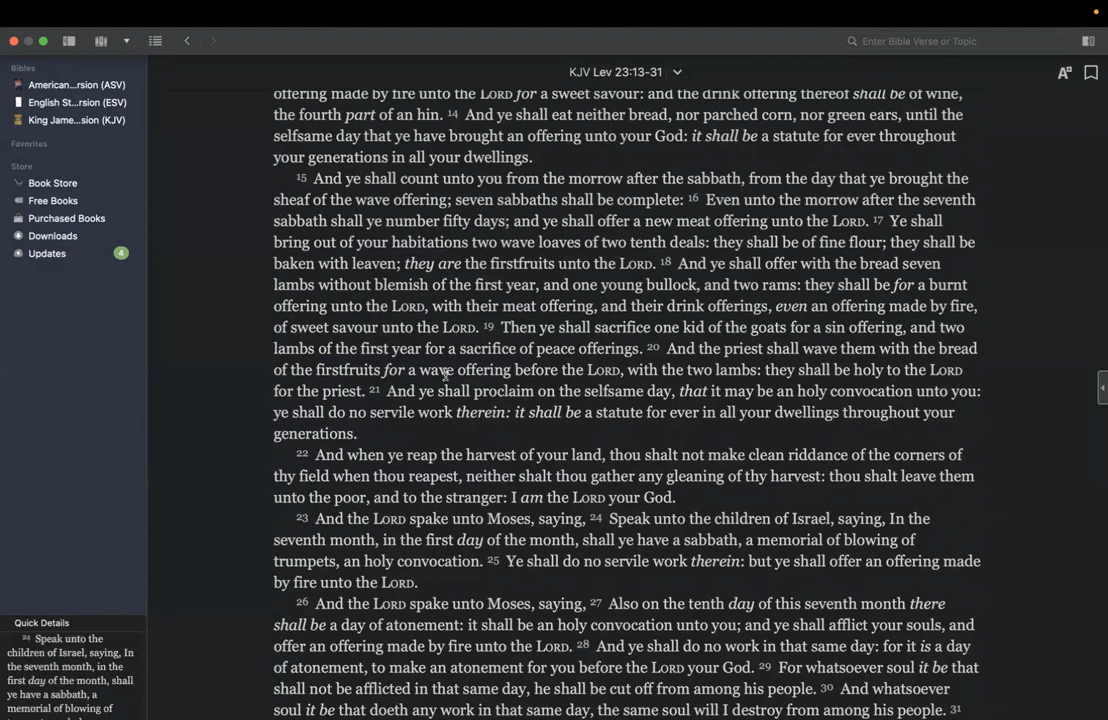 Enter Bible Verse or Topic
Bibles
American...rsion (ASV)
English St...rsion (ESV)
King Jame...rsion (KJV)
Favorites
Store
Book Store
Free Books
Purchased Books
Downloads
Updates 4
Quick Details
24 Speak unto the
children of Israel, saying, In
the seventh month, in the
first day of the month, shall
ye have a sabbath, a
memorial of blowing of
KJV Lev 23:13-31
offering made by fire unto the LORD for a sweet savour: and the drink offering thereof shall be of wine,
the fourth part of an hin. 14 And ye shall eat neither bread, nor parched corn, nor green ears, until the
selfsame day that ye have brought an offering unto your God: it shall be a statute for ever throughout
your generations in all your dwellings.
15 And ye shall count unto you from the morrow after the sabbath, from the day that ye brought the
sheaf of the wave offering; seven sabbaths shall be complete: 16 Even unto the morrow after the seventh
sabbath shall ye number fifty days; and ye shall offer a new meat offering unto the LORD. 17 Ye shall
bring out of your habitations two wave loaves of two tenth deals: they shall be of fine flour; they shall be
baken with leaven; they are the firstfruits unto the LORD. 18 And ye shall offer with the bread seven
lambs without blemish of the first year, and one young bullock, and two rams: they shall be for a burnt
offering unto the LORD, with their meat offering, and their drink offerings, even an offering made by fire,
of sweet savour unto the LORD. 19 Then ye shall sacrifice one kid of the goats for a sin offering, and two
lambs of the first year for a sacrifice of peace offerings. 20 And the priest shall wave them with the bread
of the firstfruits for a wave offering before the LORD, with the two lambs: they shall be holy to the LORD
for the priest. 21 And ye shall proclaim on the selfsame day, that it may be an holy convocation unto you:
ye shall do no servile work therein: it shall be a statute for ever in all your dwellings throughout your
generations.
22 And when ye reap the harvest of your land, thou shalt not make clean riddance of the corners of
thy field when thou reapest, neither shalt thou gather any gleaning of thy harvest: thou shalt leave them
unto the poor, and to the stranger: I am the LORD your God.
23 And the LORD spake unto Moses, saying, 24 Speak unto the children of Israel, saying, In the
seventh month, in the first day of the month, shall ye have a sabbath, a memorial of blowing of
trumpets, an holy convocation. 25 Ye shall do no servile work therein: but ye shall offer an offering made
by fire unto the LORD.
26 And the LORD spake unto Moses, saying, 27 Also on the tenth day of this seventh month there
shall be a day of atonement: it shall be an holy convocation unto you; and ye shall afflict your souls, and
offer an offering made by fire unto the LORD. 28 And ye shall do no work in that same day: for it is a day
of atonement, to make an atonement for you before the LORD your God. 29 For whatsoever soul it be that
shall not be afflicted in that same day, he shall be cut off from among his people. 30 And whatsoever
soul it be that doeth any work in that same day, the same soul will I destroy from among his people. 31